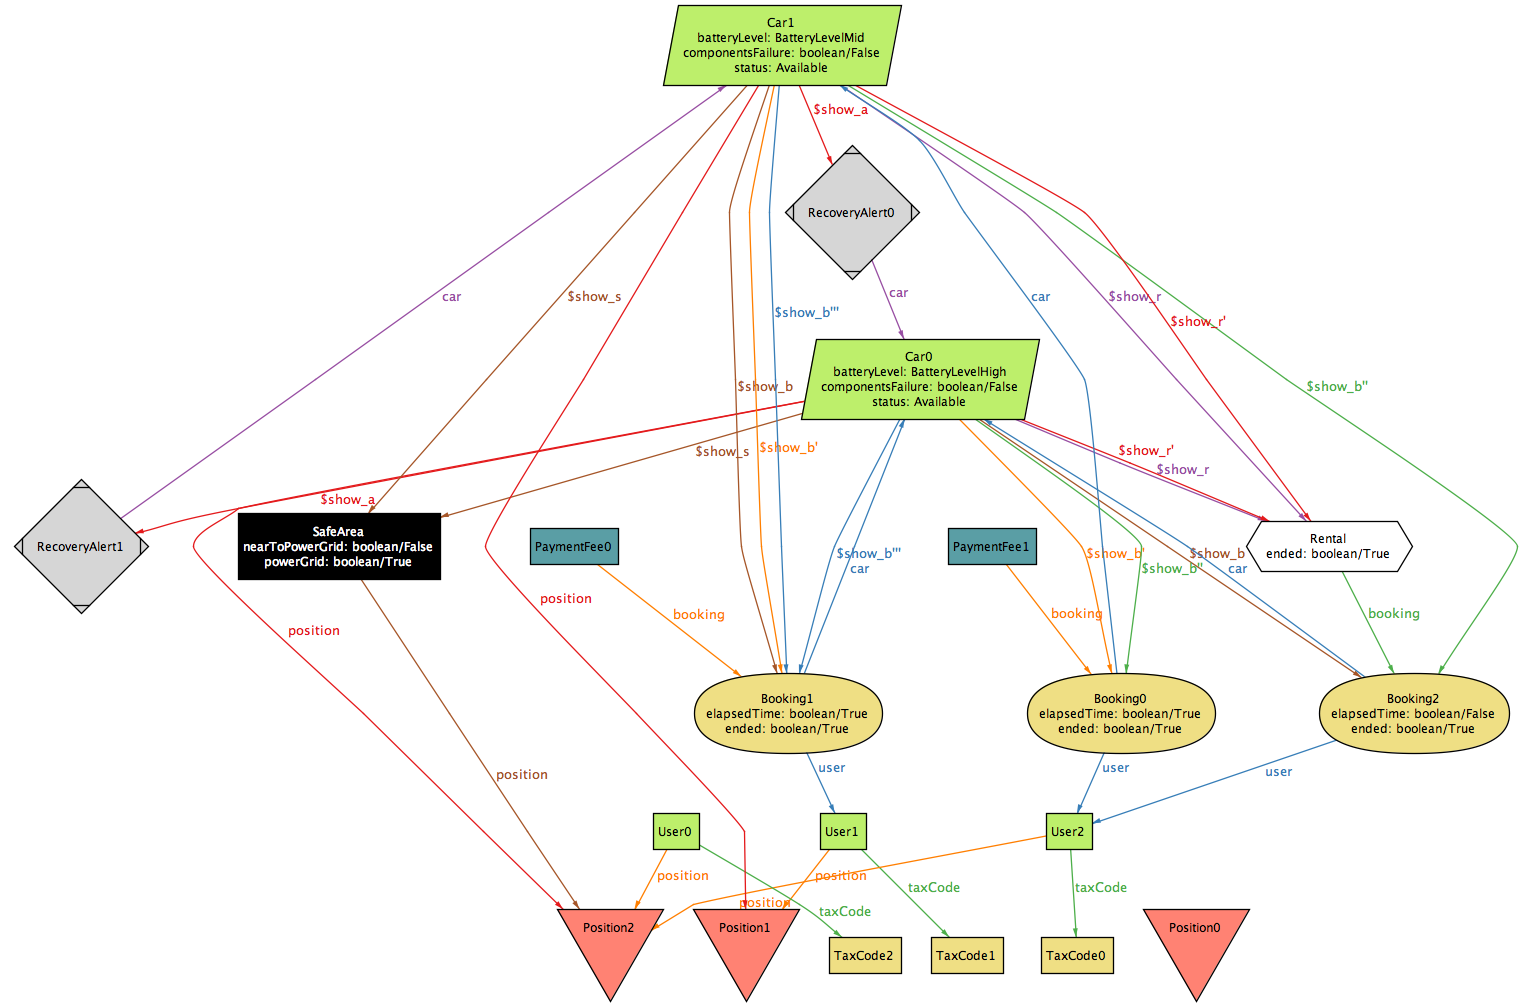 Car1
batteryLevel: BatteryLevelMid
componentsFailure: boolean/False
status: Available
$show_a
RecoveryAlert0
car
car
$show_s
$show_r
$show_b'''
$show_r'
Car0
batteryLevel: BatteryLevelHigh
componentsFailure: boolean/False
status: Available
car
$show_b
$show_b''
$show_b'
$show_s
$show_r'
$show_r
$show_a
RecoveryAlert1
SafeArea
nearToPowerGrid: boolean/False
powerGrid: boolean/True
PaymentFee0
PaymentFee1
Rental
ended: boolean/True
$show_b'''
car
$show_b'
$show_b''
$show_b
car
position
position
booking
booking
booking
Booking1
elapsedTime: boolean/True
ended: boolean/True
Booking0
elapsedTime: boolean/True
ended: boolean/True
Booking2
elapsedTime: boolean/False
ended: boolean/True
position
user
user
user
User0
User1
User2
position
position
taxCode
taxCode
position
taxCode
Position2
Position1
Position0
TaxCode2
TaxCode1
TaxCode0